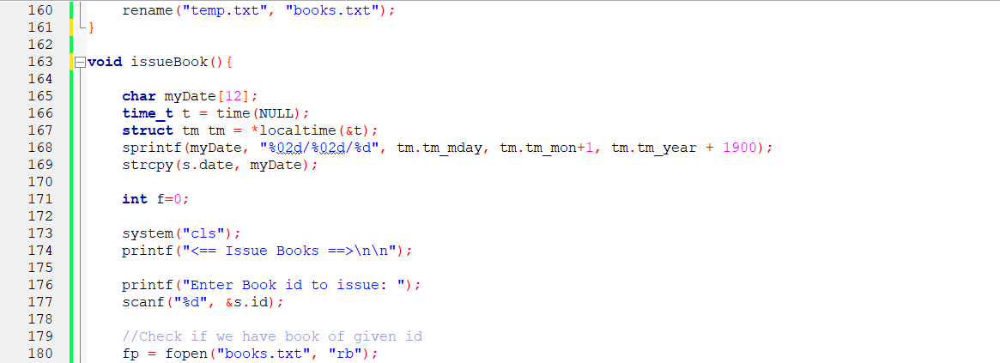 160 rename("temp.txt", "books.txt");
161 }
162
163 void issueBook(){
164
165 char myDate[12];
166 time_t t = time(NULL);
167 struct tm tm = *localtime(&t);
168 sprintf(myDate, "%02d/%02d/%d", tm.tm_mday, tm.tm_mon+1, tm.tm_year + 1900);
169 strcpy(s.date, myDate);
170
171 int f=0;
172
173 system("cls");
174 printf("<== Issue Books ==>\n\n");
175
176 printf("Enter Book id to issue: ");
177 scanf("%d", &s.id);
178
179 //Check if we have book of given id
180 fp = fopen("books.txt", "rb");